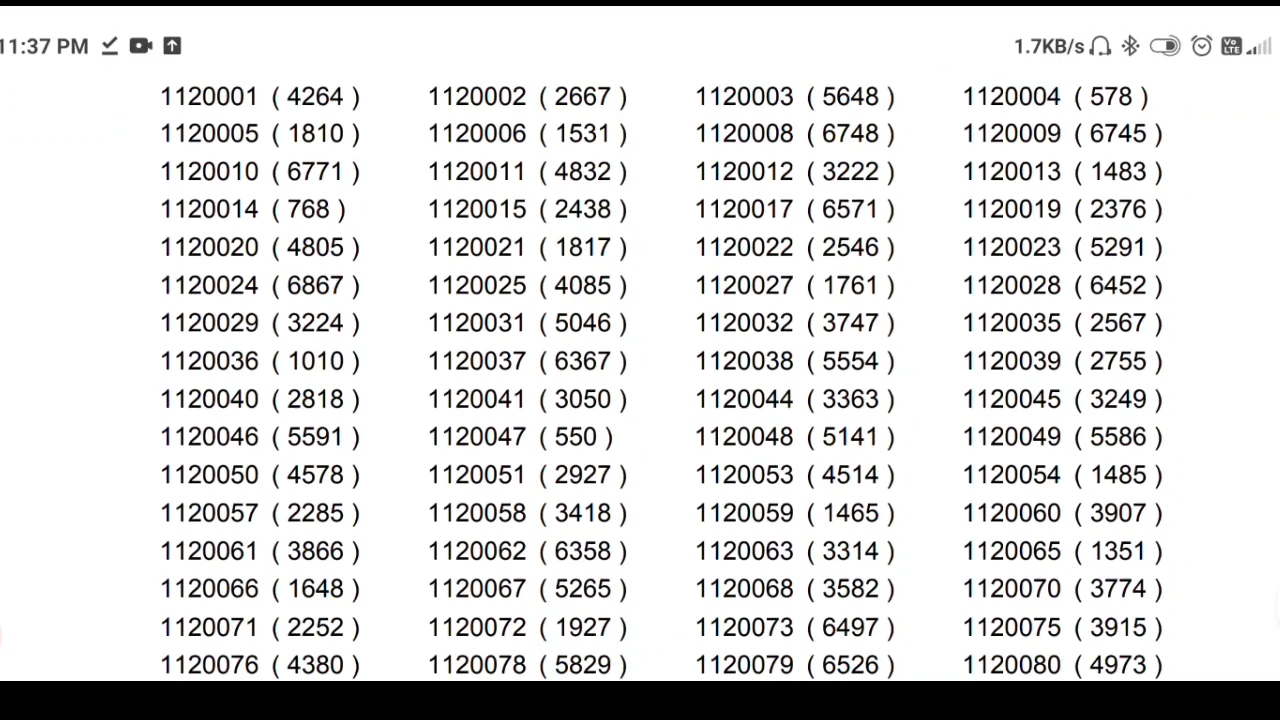 11:37 PM 1.7KB/s Vo LTE
1120001 ( 4264 ) 1120002 ( 2667 ) 1120003 ( 5648 ) 1120004 ( 578 )
1120005 ( 1810 ) 1120006 ( 1531 ) 1120008 ( 6748 ) 1120009 ( 6745 )
1120010 ( 6771 ) 1120011 ( 4832 ) 1120012 ( 3222 ) 1120013 ( 1483 )
1120014 ( 768 ) 1120015 ( 2438 ) 1120017 ( 6571 ) 1120019 ( 2376 )
1120020 ( 4805 ) 1120021 ( 1817 ) 1120022 ( 2546 ) 1120023 ( 5291 )
1120024 ( 6867 ) 1120025 ( 4085 ) 1120027 ( 1761 ) 1120028 ( 6452 )
1120029 ( 3224 ) 1120031 ( 5046 ) 1120032 ( 3747 ) 1120035 ( 2567 )
1120036 ( 1010 ) 1120037 ( 6367 ) 1120038 ( 5554 ) 1120039 ( 2755 )
1120040 ( 2818 ) 1120041 ( 3050 ) 1120044 ( 3363 ) 1120045 ( 3249 )
1120046 ( 5591 ) 1120047 ( 550 ) 1120048 ( 5141 ) 1120049 ( 5586 )
1120050 ( 4578 ) 1120051 ( 2927 ) 1120053 ( 4514 ) 1120054 ( 1485 )
1120057 ( 2285 ) 1120058 ( 3418 ) 1120059 ( 1465 ) 1120060 ( 3907 )
1120061 ( 3866 ) 1120062 ( 6358 ) 1120063 ( 3314 ) 1120065 ( 1351 )
1120066 ( 1648 ) 1120067 ( 5265 ) 1120068 ( 3582 ) 1120070 ( 3774 )
1120071 ( 2252 ) 1120072 ( 1927 ) 1120073 ( 6497 ) 1120075 ( 3915 )
1120076 ( 4380 ) 1120078 ( 5829 ) 1120079 ( 6526 ) 1120080 ( 4973 )